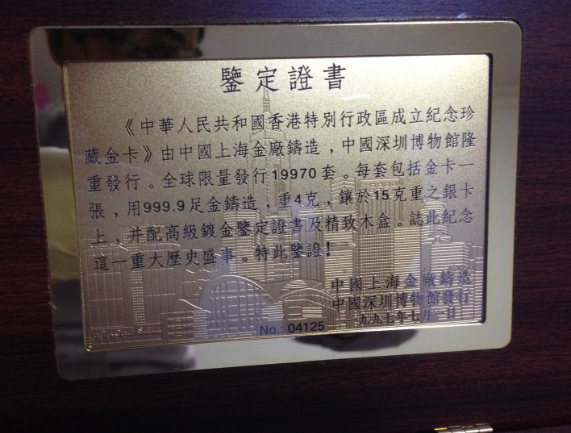 鑒定證書
《中華人民共和國香港特別行政區成立紀念珍
藏金卡》由中國上海金廠鑄造，中國深圳博物館隆
重發行。全球限量發行19970套。每套包括金卡一
張，用999.9足金鑄造，重4克，鑲於15克重之銀卡
上，并配高級鍍金鑒定證書及精致木盒。誌此紀念
這一重大歷史盛事。特此鑒證！
中國上海金廠鑄造
中國深圳博物館發行
一九九七年七月一日
No.: 04125